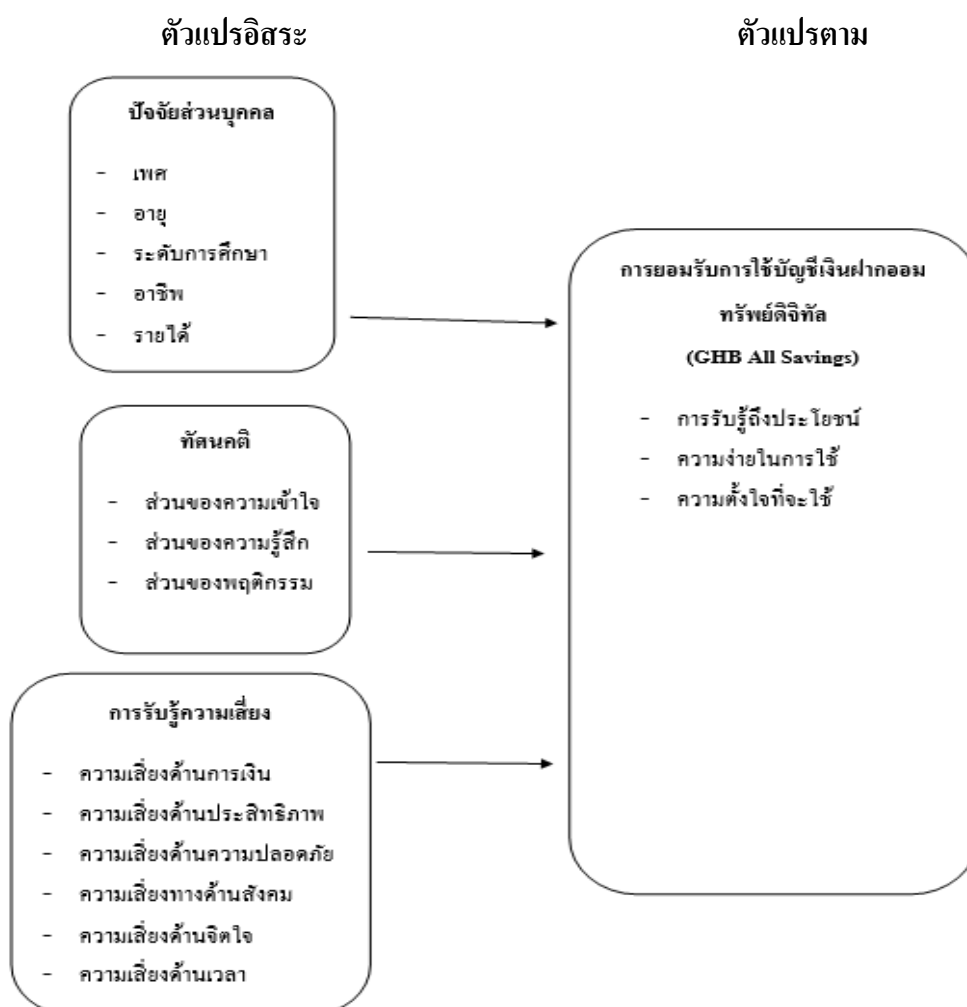 ตัวแปรอิสระ
ตัวแปรตาม
ปัจจัยส่วนบุคคล
- เพศ
- อายุ
- ระดับการศึกษา
- อาชีพ
- รายได้
ทัศนคติ
- ส่วนของความเข้าใจ
- ส่วนของความรู้สึก
- ส่วนของพฤติกรรม
การรับรู้ความเสี่ยง
- ความเสี่ยงด้านการเงิน
- ความเสี่ยงด้านประสิทธิภาพ
- ความเสี่ยงด้านความปลอดภัย
- ความเสี่ยงทางด้านสังคม
- ความเสี่ยงด้านจิตใจ
- ความเสี่ยงด้านเวลา
การยอมรับการใช้บัญชีเงินฝากออม
ทรัพย์ดิจิทัล
(GHB All Savings)
- การรับรู้ถึงประโยชน์
- ความง่ายในการใช้
- ความตั้งใจที่จะใช้